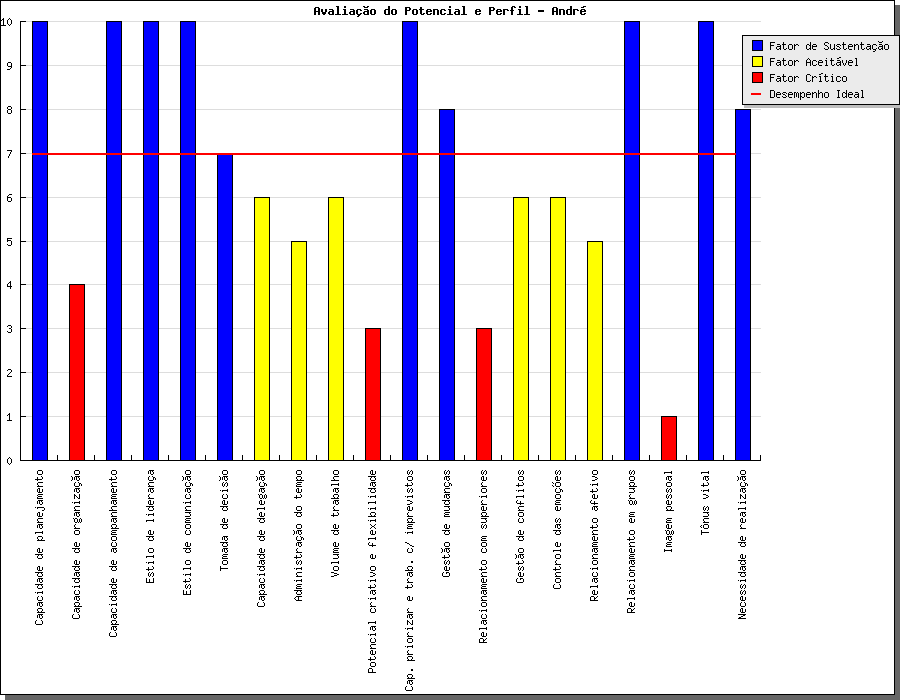 Avaliação do Potencial e Perfil - André
10
9
8
7
6
5
4
3
2
1
0
Fator de Sustentação
Fator Aceitável
Fator Crítico
Desempenho Ideal
Capacidade de planejamento
Capacidade de organização
Capacidade de acompanhamento
Estilo de liderança
Estilo de comunicação
Tomada de decisão
Capacidade de delegação
Administração do tempo
Volume de trabalho
Potencial criativo e flexibilidade
Cap. priorizar e trab. c/ imprevistos
Gestão de mudanças
Relacionamento com superiores
Gestão de conflitos
Controle das emoções
Relacionamento afetivo
Relacionamento em grupos
Imagem pessoal
Tônus vital
Necessidade de realização